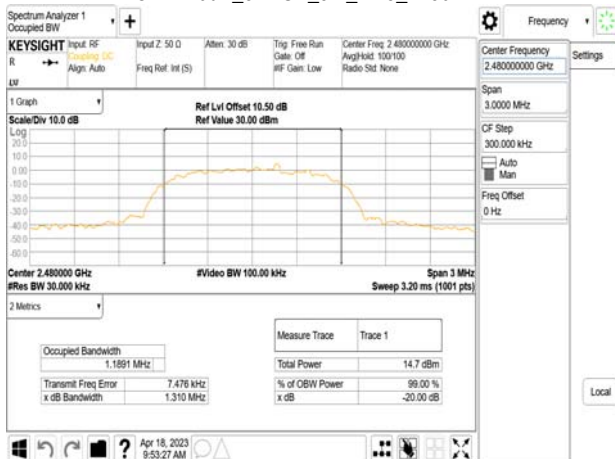 Spectrum Analyzer 1
Occupied BW
Frequency
KEYSIGHT
R
Input: RF
Coupling: DC
Align: Auto
Input Z: 50 Ω
Freq Ref: Int (S)
Atten: 30 dB
Trig: Free Run
Gate: Off
#IF Gain: Low
Center Freq: 2.480000000 GHz
Avg|Hold: 100/100
Radio Std: None
Center Frequency
2.480000000 GHz
Settings
Span
3.0000 MHz
CF Step
300.000 kHz
Auto
Man
Freq Offset
0 Hz
1 Graph
Scale/Div 10.0 dB
Ref Lvl Offset 10.50 dB
Ref Value 30.00 dBm
Log
20.0
10.0
0.00
-10.0
-20.0
-30.0
-40.0
-50.0
-60.0
Center 2.480000 GHz
#Res BW 30.000 kHz
#Video BW 100.00 kHz
Span 3 MHz
Sweep 3.20 ms (1001 pts)
2 Metrics
Measure Trace Trace 1
Occupied Bandwidth
1.1891 MHz
Total Power 14.7 dBm
Transmit Freq Error 7.476 kHz
% of OBW Power 99.00 %
x dB Bandwidth 1.310 MHz
x dB -20.00 dB
Local
Apr 18, 2023
9:53:27 AM